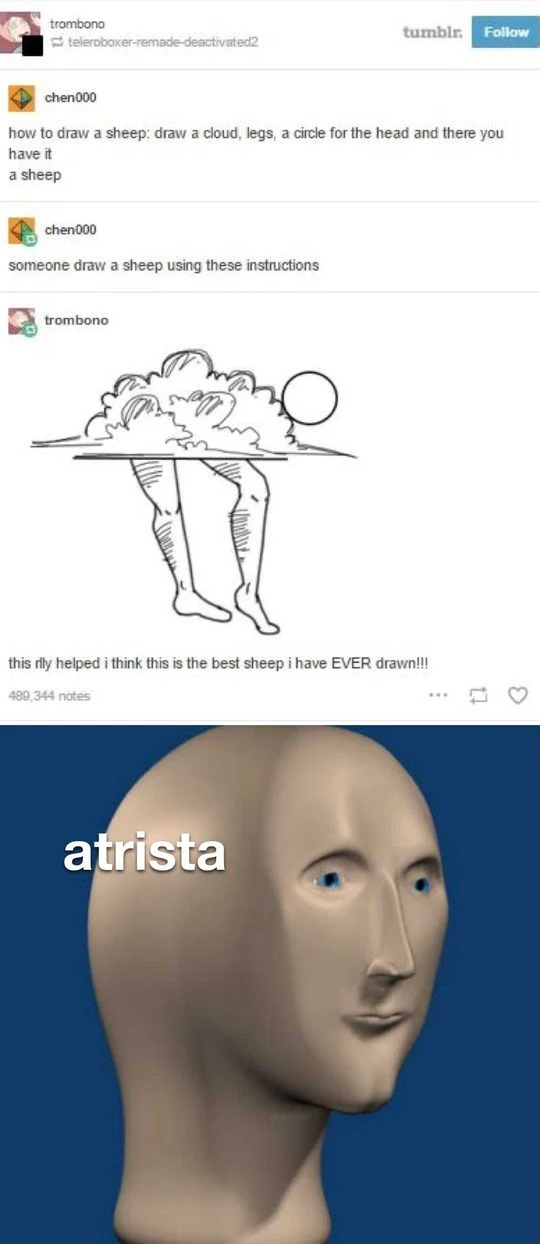 trombono
teleroboxer-remade-deactivated2
tumblr.
Follow
chen000
how to draw a sheep: draw a cloud, legs, a circle for the head and there you
have it
a sheep
chen000
someone draw a sheep using these instructions
trombono
this rlly helped i think this is the best sheep i have EVER drawn!!!
489,344 notes
atrista